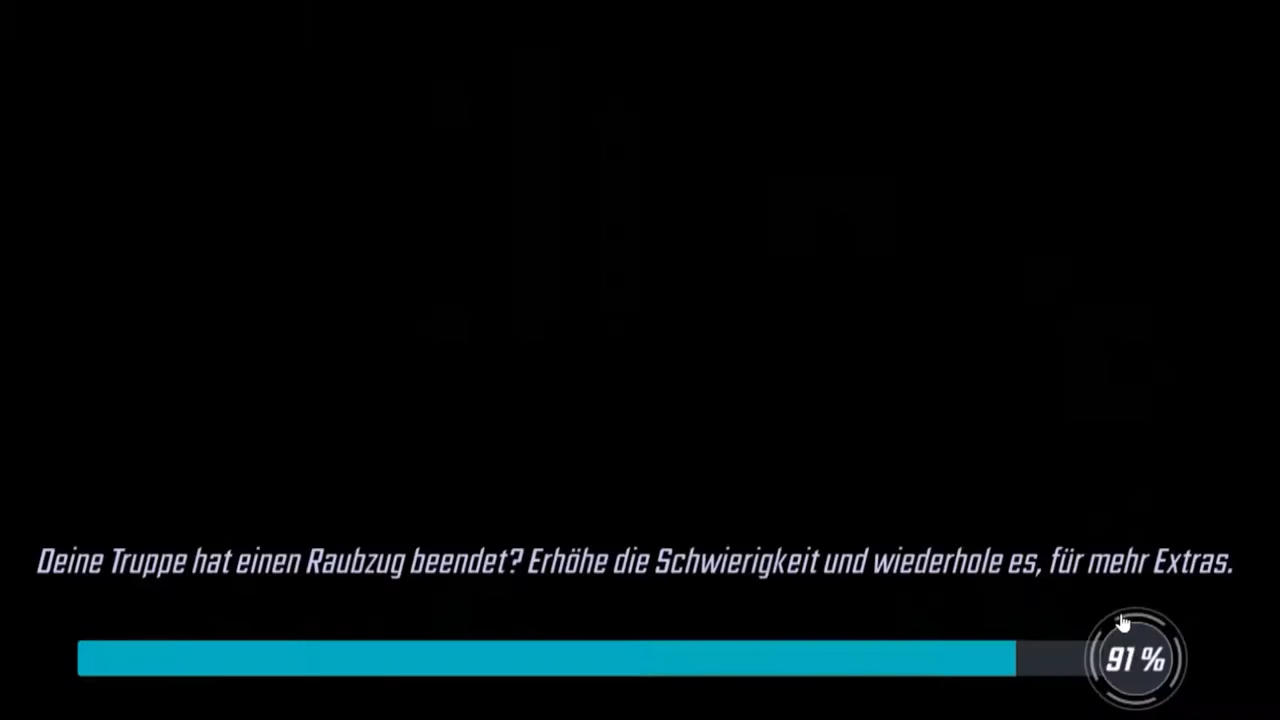 Deine Truppe hat einen Raubzug beendet? Erhöhe die Schwierigkeit und wiederhole es, für mehr Extras.
91 %